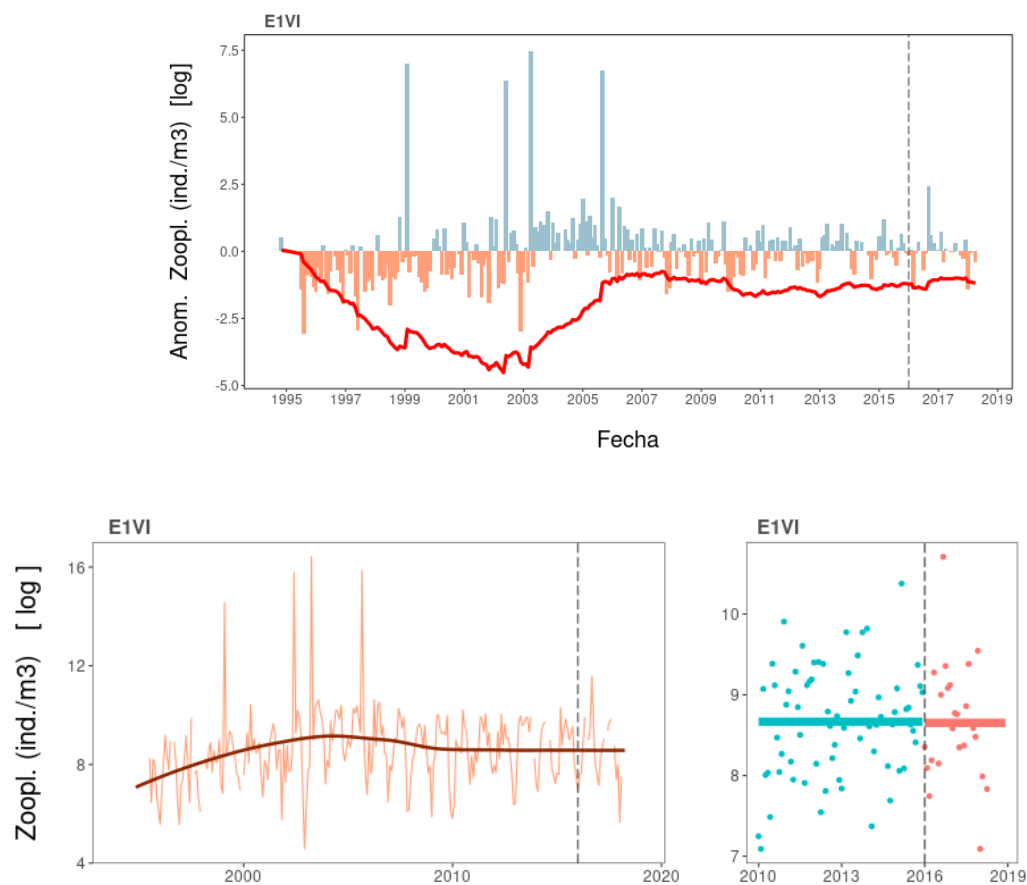 E1VI
Anom. Zoopl. (ind./m3) [log]
7.5
5.0
2.5
0.0
-2.5
-5.0
1995 1997 1999 2001 2003 2005 2007 2009 2011 2013 2015 2017 2019
Fecha
E1VI
Zoopl. (ind./m3) [ log ]
16
12
8
4
2000 2010 2020
E1VI
10
9
8
7
2010 2013 2016 2019